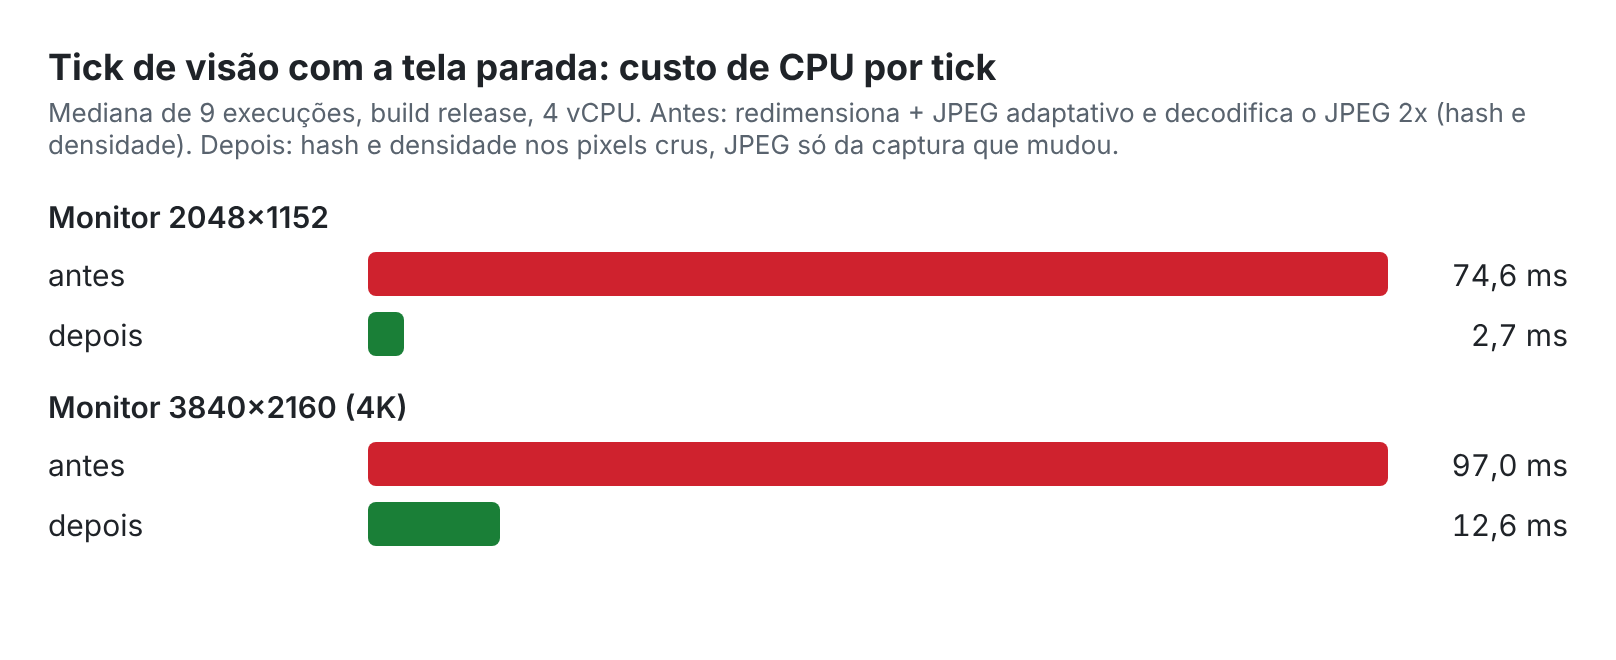 Tick de visão com a tela parada: custo de CPU por tick
Mediana de 9 execuções, build release, 4 vCPU. Antes: redimensiona + JPEG adaptativo e decodifica o JPEG 2x (hash e
densidade). Depois: hash e densidade nos pixels crus, JPEG só da captura que mudou.
Monitor 2048×1152
antes 74,6 ms
depois 2,7 ms
Monitor 3840×2160 (4K)
antes 97,0 ms
depois 12,6 ms